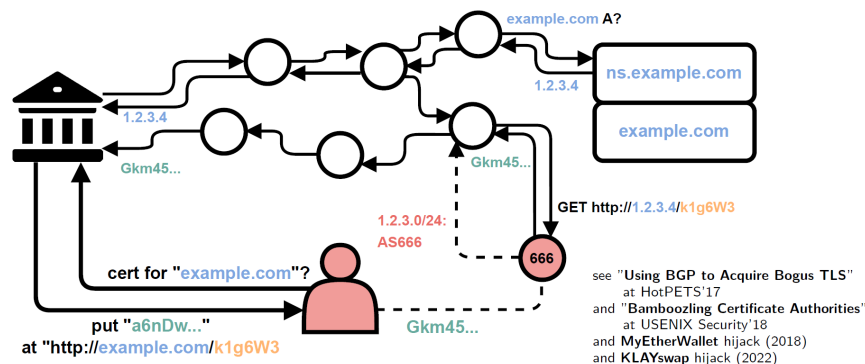 example.com A?
ns.example.com
1.2.3.4
1.2.3.4
example.com
Gkm45...
Gkm45...
GET http://1.2.3.4/k1g6W3
1.2.3.0/24:
AS666
666
cert for "example.com"?
put "a6nDw..."
at "http://example.com/k1g6W3
Gkm45...
see "Using BGP to Acquire Bogus TLS"
at HotPETS'17
and "Bamboozling Certificate Authorities"
at USENIX Security'18
and MyEtherWallet hijack (2018)
and KLAYswap hijack (2022)